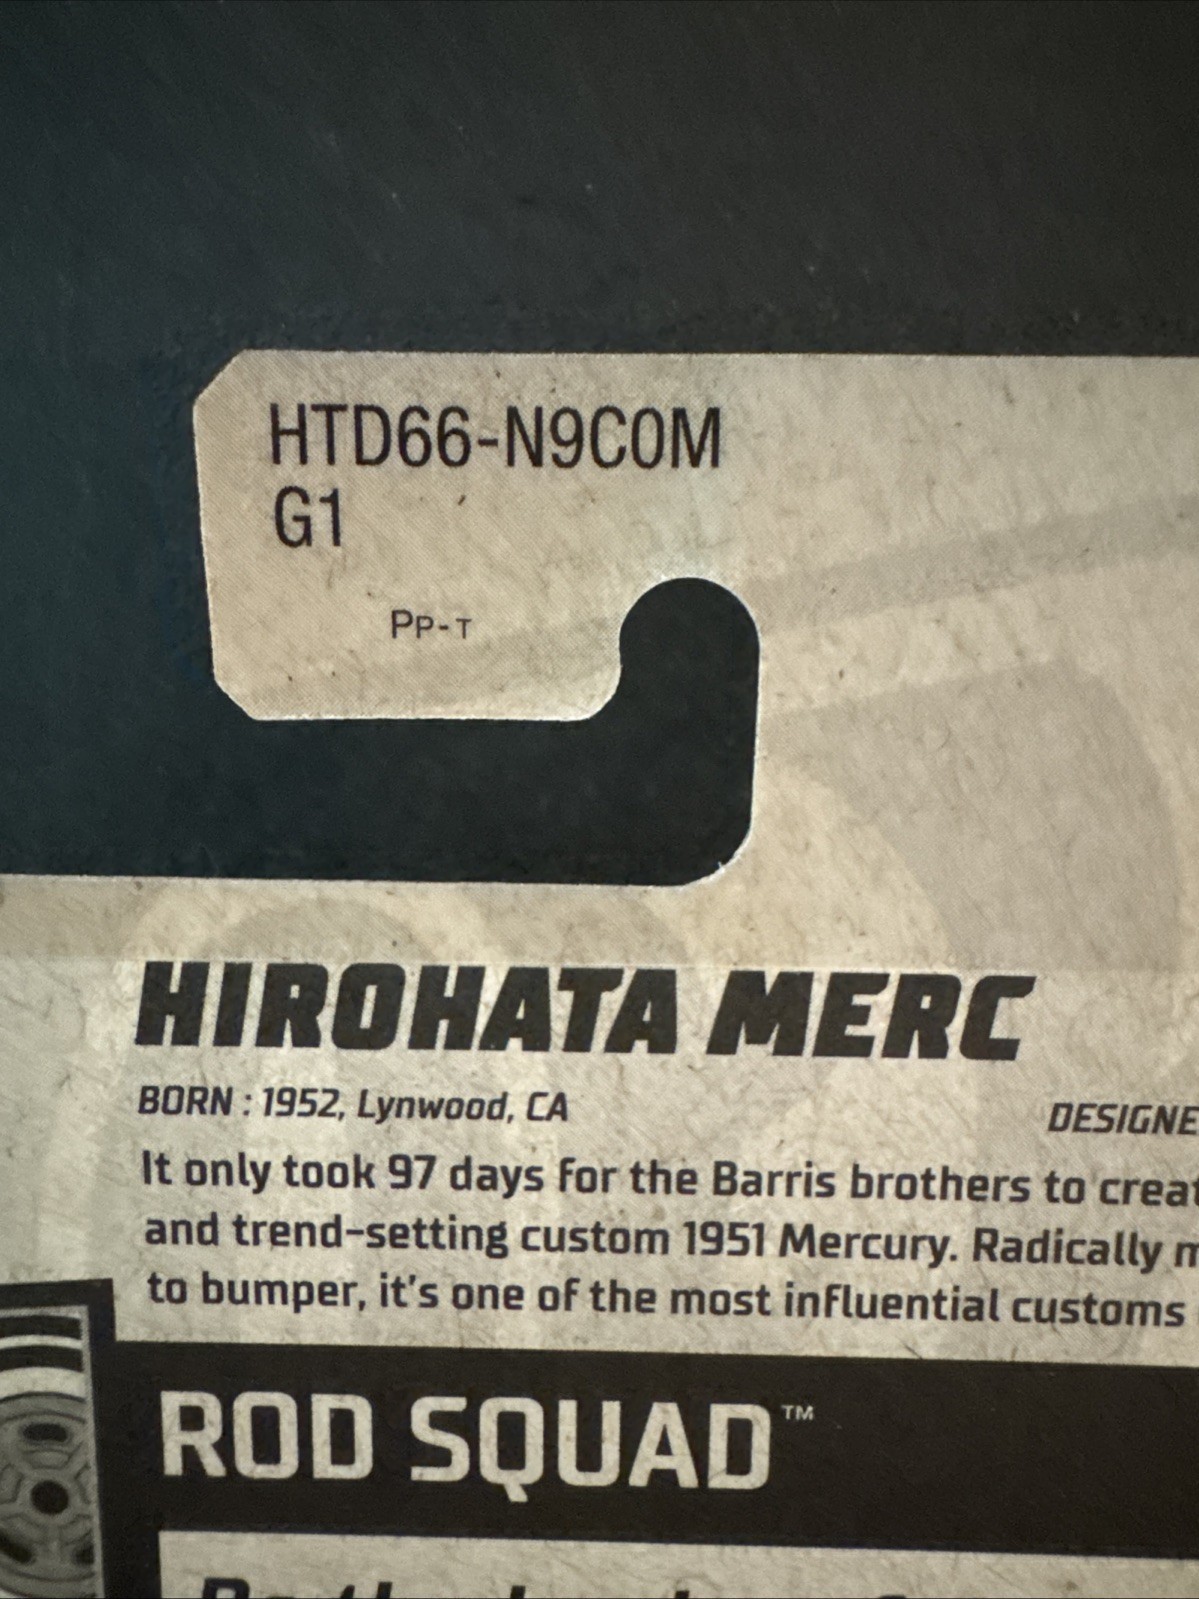 HTD66-N9C0M
G1
PP-T
HIROHATA MERC
BORN : 1952, Lynwood, CA
It only took 97 days for the Barris brothers to
and trend-setting custom 1951 Mercury. Radically
to bumper, it's one of the most influential customs
ROD SQUAD™